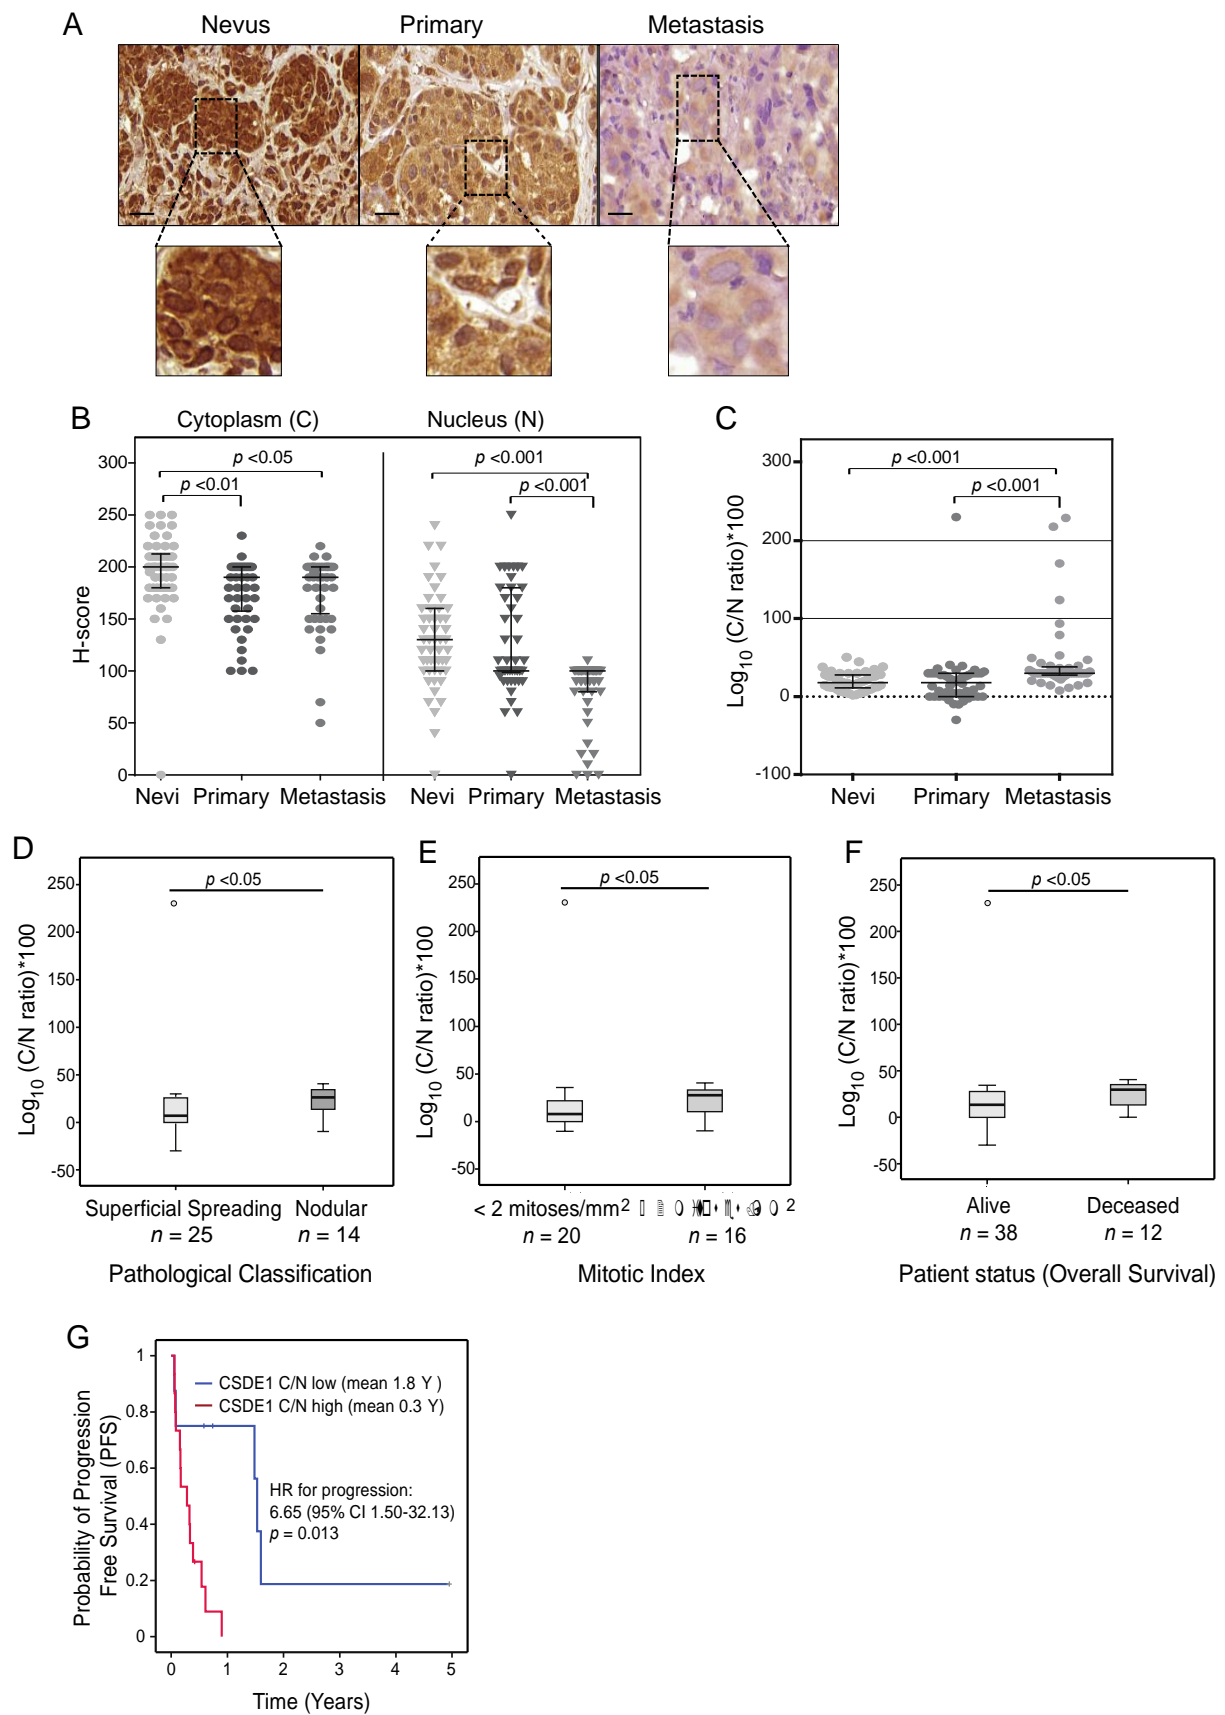 A
Nevus Primary Metastasis
B
Cytoplasm (C) Nucleus (N)
H-score
300
250
200
150
100
50
0
p <0.05
p <0.01
p <0.001
p <0.001
Nevi Primary Metastasis Nevi Primary Metastasis
C
Log10 (C/N ratio)*100
300
200
100
0
-100
p <0.001
p <0.001
Nevi Primary Metastasis
D
Log10 (C/N ratio)*100
250
200
150
100
50
0
-50
p <0.05
Superficial Spreading Nodular
n = 25 n = 14
Pathological Classification
E
Log10 (C/N ratio)*100
250
200
150
100
50
0
-50
p <0.05
< 2 mitoses/mm2 2
n = 20 n = 16
Mitotic Index
F
Log10 (C/N ratio)*100
250
200
150
100
50
0
-50
p <0.05
Alive Deceased
n = 38 n = 12
Patient status (Overall Survival)
G
Probability of Progression
Free Survival (PFS)
1
0.8
0.6
0.4
0.2
0
CSDE1 C/N low (mean 1.8 Y )
CSDE1 C/N high (mean 0.3 Y)
HR for progression:
6.65 (95% CI 1.50-32.13)
p = 0.013
0 1 2 3 4 5
Time (Years)